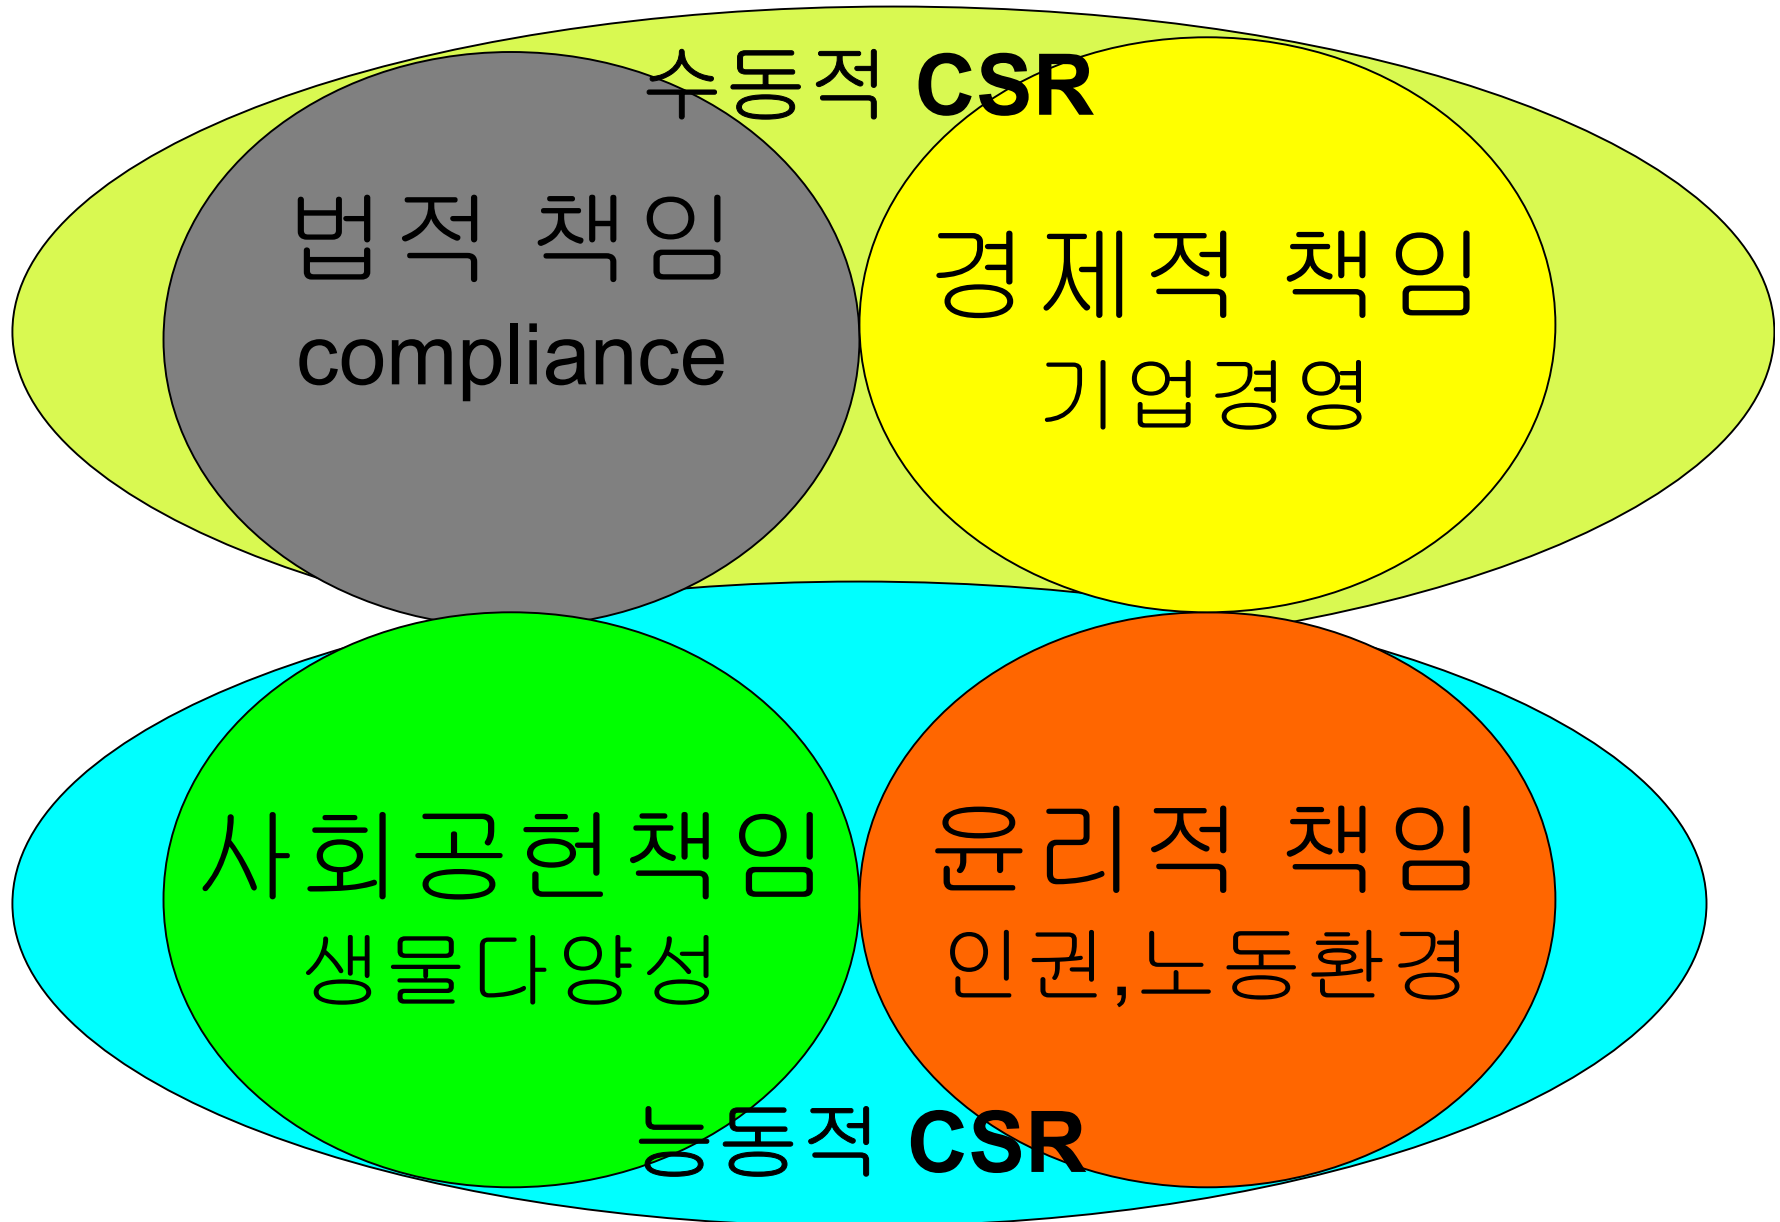 수동적 CSR
법적 책임
compliance
경제적 책임
기업경영
사회공헌책임
생물다양성
윤리적 책임
인권,노동환경
능동적 CSR